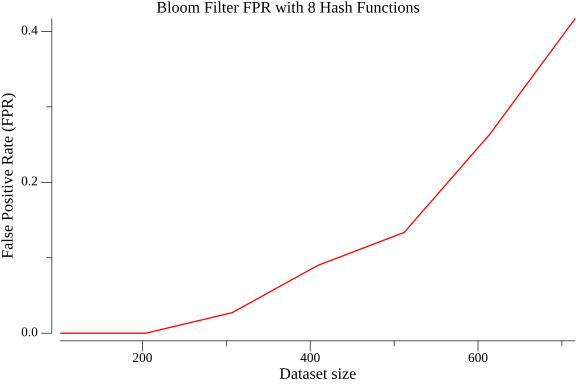 Bloom Filter FPR with 8 Hash Functions
0.4
0.2
0.0
False Positive Rate (FPR)
200
400
600
Dataset size